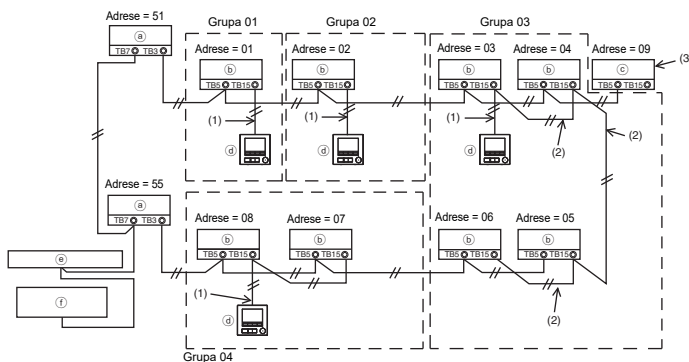 Adrese = 51
Grupa 01
Grupa 02
Grupa 03
ⓐ
TB7 TB3
Adrese = 01
Adrese = 02
Adrese = 03
Adrese = 04
Adrese = 09
ⓑ
ⓑ
ⓑ
ⓑ
ⓒ
(3
TB5 TB15
TB5 TB15
TB5 TB15
TB5 TB15
TB5 TB15
(1)
(1)
(1)
(2)
(2)
ⓓ
ⓓ
ⓓ
Adrese = 55
ⓐ
TB7 TB3
Adrese = 08
Adrese = 07
Adrese = 06
Adrese = 05
ⓑ
ⓑ
ⓑ
ⓑ
TB5 TB15
TB5 TB15
TB5 TB15
TB5 TB15
ⓔ
ⓕ
(1)
(2)
ⓓ
Grupa 04